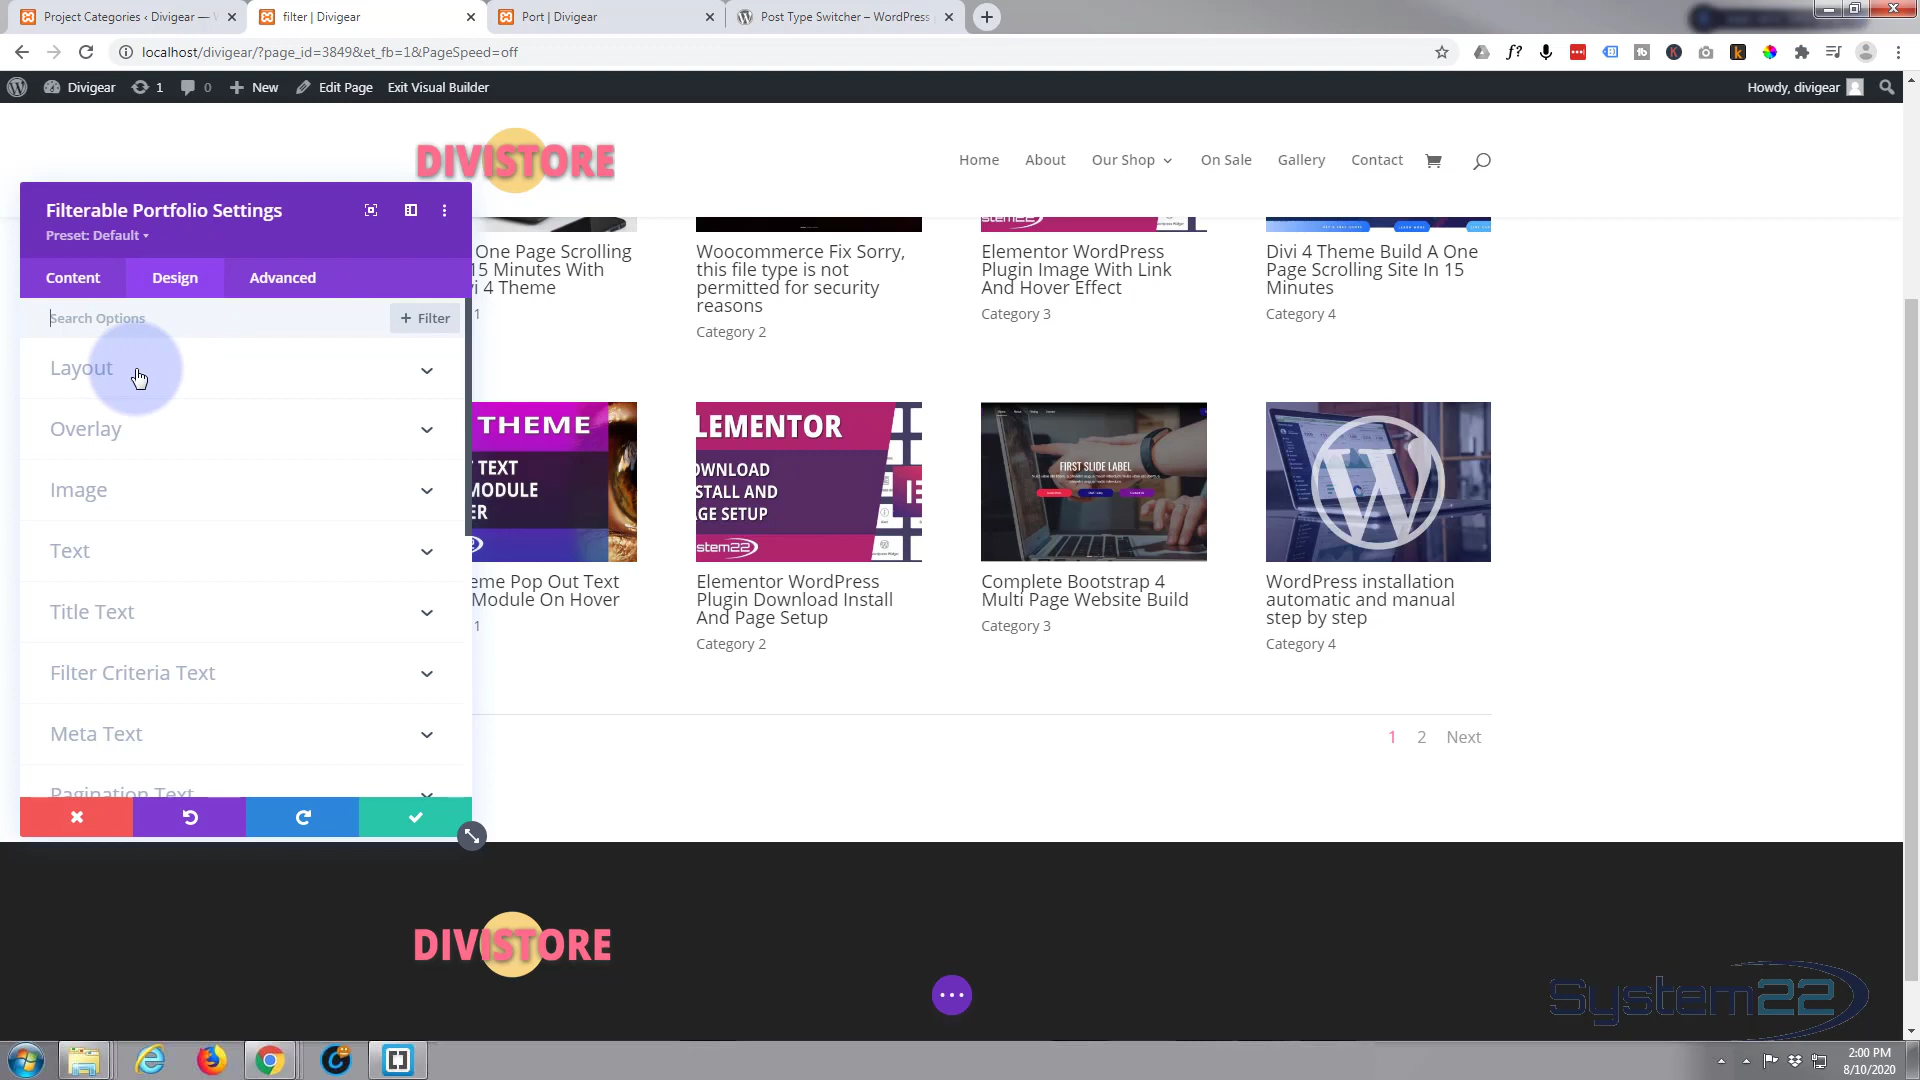 Project Categories ‹ Divigear — W
filter | Divigear
Port | Divigear
Post Type Switcher – WordPress
localhost/divigear/?page_id=3849&et_fb=1&PageSpeed=off
Divigear
1
0
New
Edit Page
Exit Visual Builder
Howdy, divigear
DIVISTORE
Home
About
Our Shop
On Sale
Gallery
Contact
Filterable Portfolio Settings
Preset: Default
Content
Design
Advanced
Search Options
+ Filter
Layout
Overlay
Image
Text
Title Text
Filter Criteria Text
Meta Text
Pagination Text
One Page Scrolling
15 Minutes With
vi 4 Theme
1
Woocommerce Fix Sorry,
this file type is not
permitted for security
reasons
Category 2
Elementor WordPress
Plugin Image With Link
And Hover Effect
Category 3
Divi 4 Theme Build A One
Page Scrolling Site In 15
Minutes
Category 4
THEME
T TEXT
MODULE
ER
LEMENTOR
OWNLOAD
STALL AND
AGE SETUP
stem22
FIRST SLIDE LABEL
eme Pop Out Text
Module On Hover
1
Elementor WordPress
Plugin Download Install
And Page Setup
Category 2
Complete Bootstrap 4
Multi Page Website Build
Category 3
WordPress installation
automatic and manual
step by step
Category 4
1
2
Next
DIVISTORE
System22
2:00 PM
8/10/2020